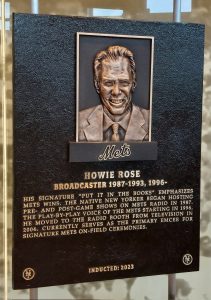 Mets
HOWIE ROSE
BROADCASTER 1987-1993, 1996-
HIS SIGNATURE "PUT IT IN THE BOOKS" EMPHASIZES
METS WINS. THE NATIVE NEW YORKER BEGAN HOSTING
PRE- AND POST-GAME SHOWS ON METS RADIO IN 1987.
THE PLAY-BY-PLAY VOICE OF THE METS STARTING IN 1996,
HE MOVED TO THE RADIO BOOTH FROM TELEVISION IN
2006. CURRENTLY SERVES AS THE PRIMARY EMCEE FOR
SIGNATURE METS ON-FIELD CEREMONIES.
INDUCTED: 2023